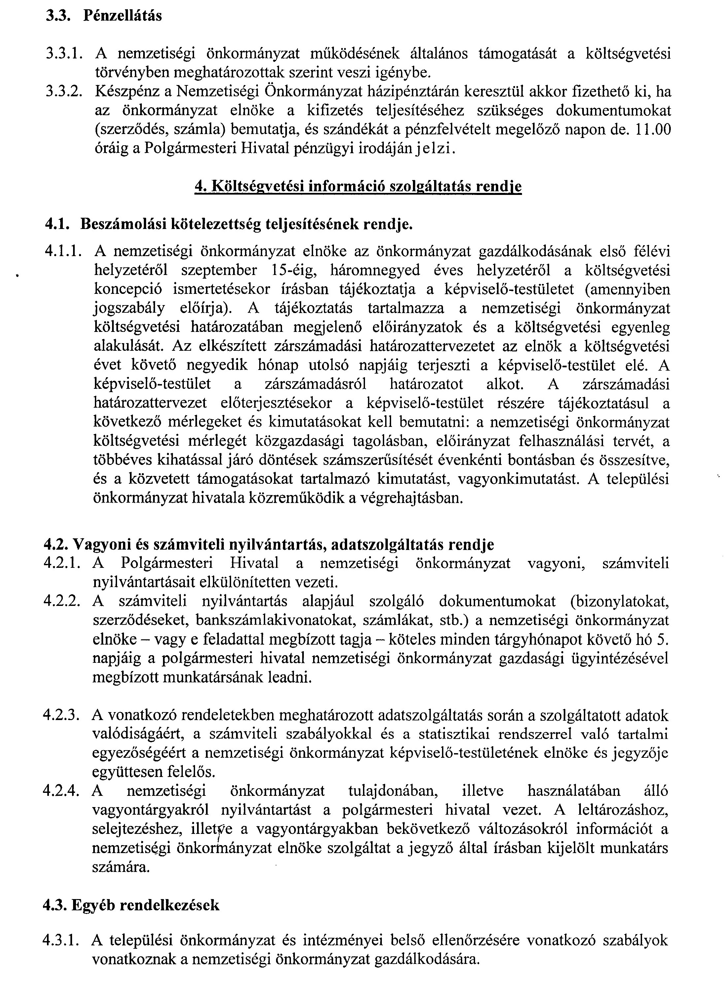 3.3. Pénzellátás
3.3.1. A nemzetiségi önkormányzat működésének általános támogatását a költségvetési
törvényben meghatározottak szerint veszi igénybe.
3.3.2. Készpénz a Nemzetiségi Önkormányzat házipénztárán keresztül akkor fizethető ki, ha
az önkormányzat elnöke a kifizetés teljesítéséhez szükséges dokumentumokat
(szerződés, számla) bemutatja, és szándékát a pénzfelvételt megelőző napon de. 11.00
óráig a Polgármesteri Hivatal pénzügyi irodáján jelzi.
4. Költségvetési információ szolgáltatás rendje
4.1. Beszámolási kötelezettség teljesítésének rendje.
4.1.1. A nemzetiségi önkormányzat elnöke az önkormányzat gazdálkodásának első félévi
helyzetéről szeptember 15-éig, háromnegyed éves helyzetéről a költségvetési
koncepció ismertetésekor írásban tájékoztatja a képviselő-testületet (amennyiben
jogszabály előírja). A tájékoztatás tartalmazza a nemzetiségi önkormányzat
költségvetési határozatában megjelenő előirányzatok és a költségvetési egyenleg
alakulását. Az elkészített zárszámadási határozattervezetet az elnök a költségvetési
évet követő negyedik hónap utolsó napjáig terjeszti a képviselő-testület elé. A
képviselő-testület a zárszámadásról határozatot alkot. A zárszámadási
határozattervezet előterjesztésekor a képviselő-testület részére tájékoztatásul a
következő mérlegeket és kimutatásokat kell bemutatni: a nemzetiségi önkormányzat
költségvetési mérlegét közgazdasági tagolásban, előirányzat felhasználási tervét, a
többéves kihatással járó döntések számszerűsítését évenkénti bontásban és összesítve,
és a közvetett támogatásokat tartalmazó kimutatást, vagyonkimutatást. A települési
önkormányzat hivatala közreműködik a végrehajtásban.
4.2. Vagyoni és számviteli nyilvántartás, adatszolgáltatás rendje
4.2.1. A Polgármesteri Hivatal a nemzetiségi önkormányzat vagyoni, számviteli
nyilvántartásait elkülönítetten vezeti.
4.2.2. A számviteli nyilvántartás alapjául szolgáló dokumentumokat (bizonylatokat,
szerződéseket, bankszámlakivonatokat, számlákat, stb.) a nemzetiségi önkormányzat
elnöke – vagy e feladattal megbízott tagja – köteles minden tárgyhónapot követő hó 5.
napjáig a polgármesteri hivatal nemzetiségi önkormányzat gazdasági ügyintézésével
megbízott munkatársának leadni.
4.2.3. A vonatkozó rendeletekben meghatározott adatszolgáltatás során a szolgáltatott adatok
valódiságáért, a számviteli szabályokkal és a statisztikai rendszerrel való tartalmi
egyezőségéért a nemzetiségi önkormányzat képviselő-testületének elnöke és jegyzője
együttesen felelős.
4.2.4. A nemzetiségi önkormányzat tulajdonában, illetve használatában álló
vagyontárgyakról nyilvántartást a polgármesteri hivatal vezet. A leltározáshoz,
selejtezéshez, illetve a vagyontárgyakban bekövetkező változásokról információt a
nemzetiségi önkormányzat elnöke szolgáltat a jegyző által írásban kijelölt munkatárs
számára.
4.3. Egyéb rendelkezések
4.3.1. A települési önkormányzat és intézményei belső ellenőrzésére vonatkozó szabályok
vonatkoznak a nemzetiségi önkormányzat gazdálkodására.